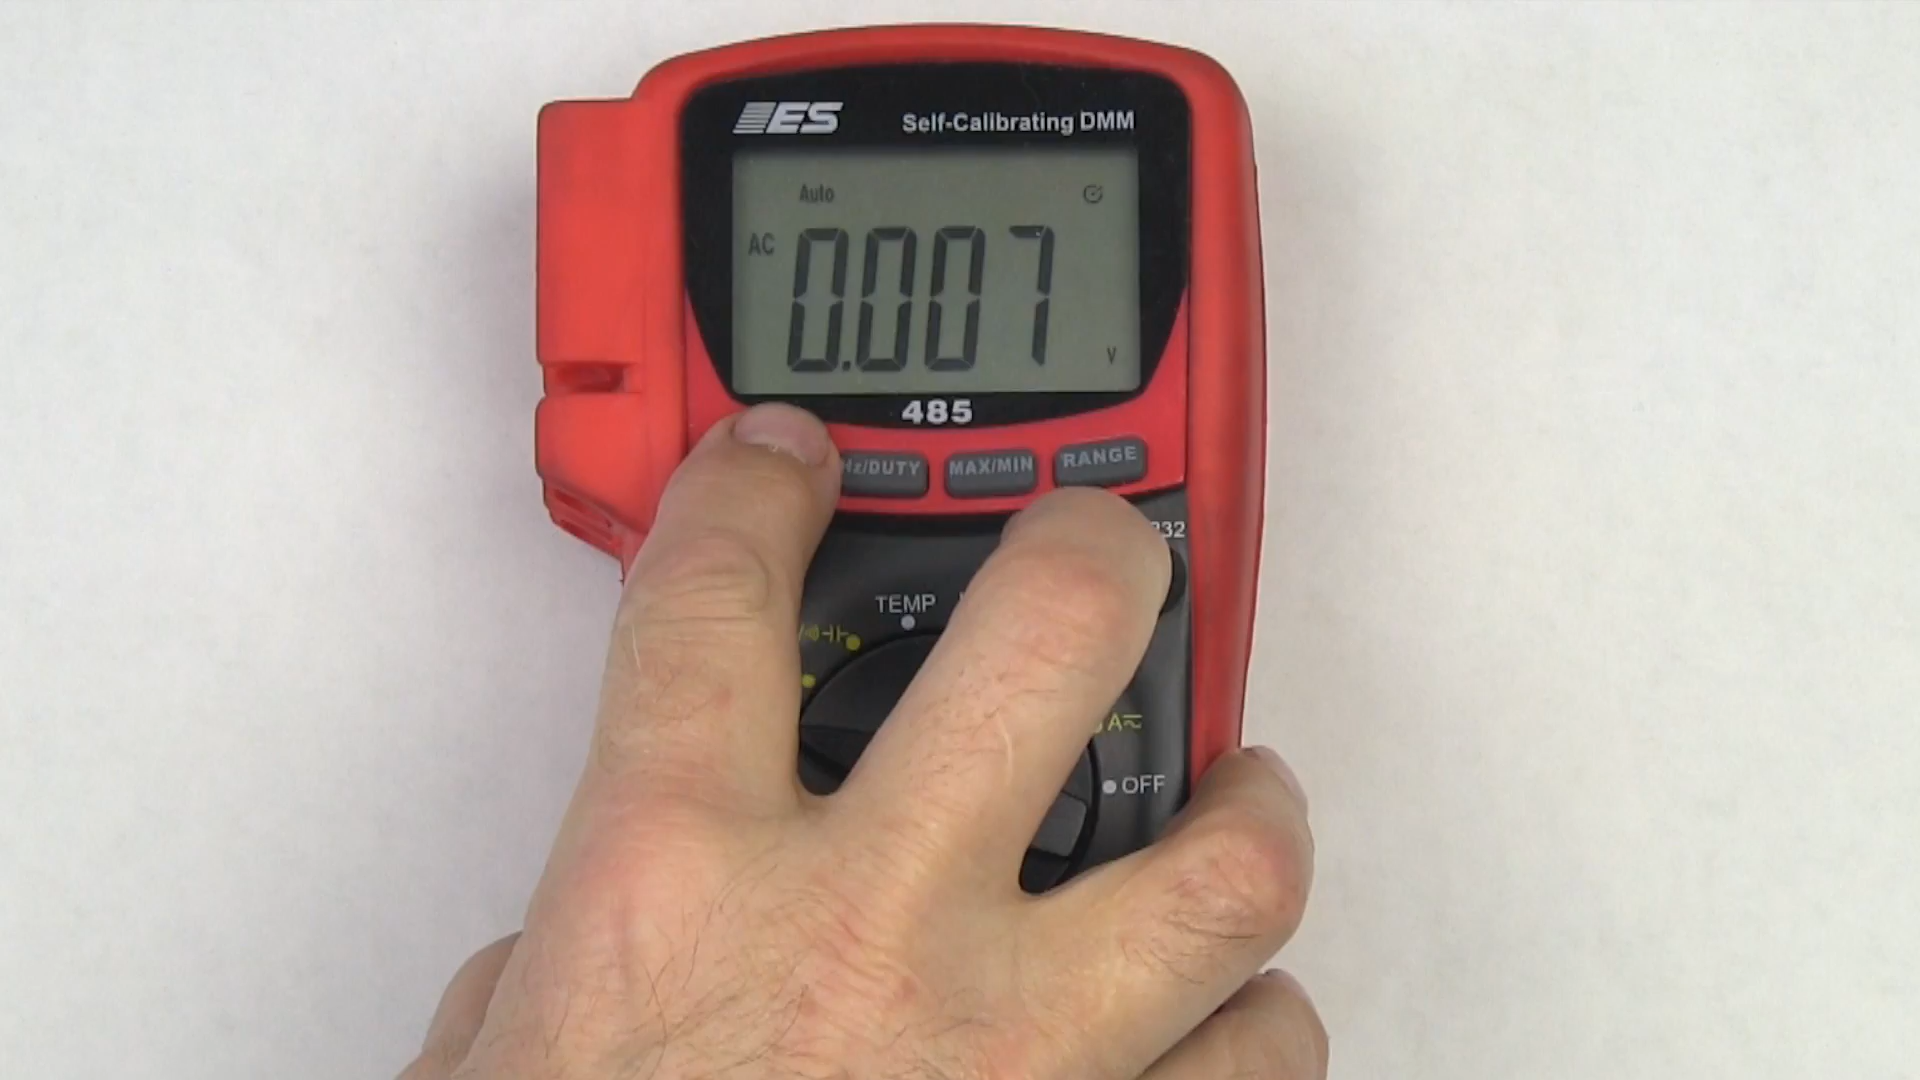 ES Self-Calibrating DMM
Auto
AC 0.007 V
485
Hz/DUTY MAX/MIN RANGE
232
TEMP
A
OFF